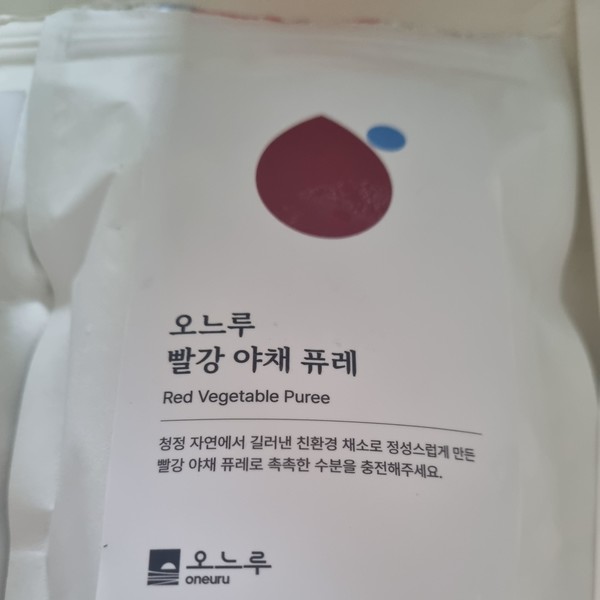 오느루
빨강 야채 퓨레
Red Vegetable Puree
청정 자연에서 길러낸 친환경 채소로 정성스럽게 만든
빨강 야채 퓨레로 촉촉한 수분을 충전해주세요.
오느루
oneuru